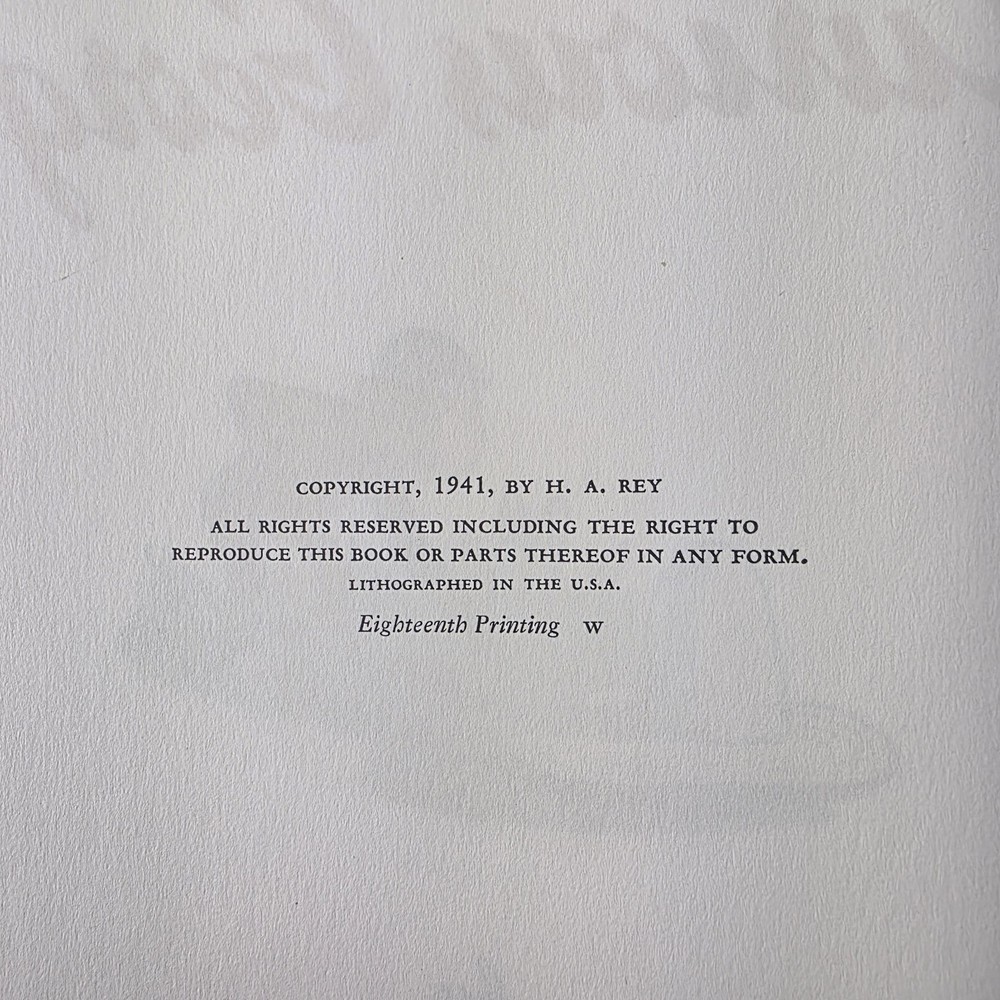 COPYRIGHT, 1941, BY H. A. REY
ALL RIGHTS RESERVED INCLUDING THE RIGHT TO
REPRODUCE THIS BOOK OR PARTS THEREOF IN ANY FORM.
LITHOGRAPHED IN THE U.S.A.
Eighteenth Printing W